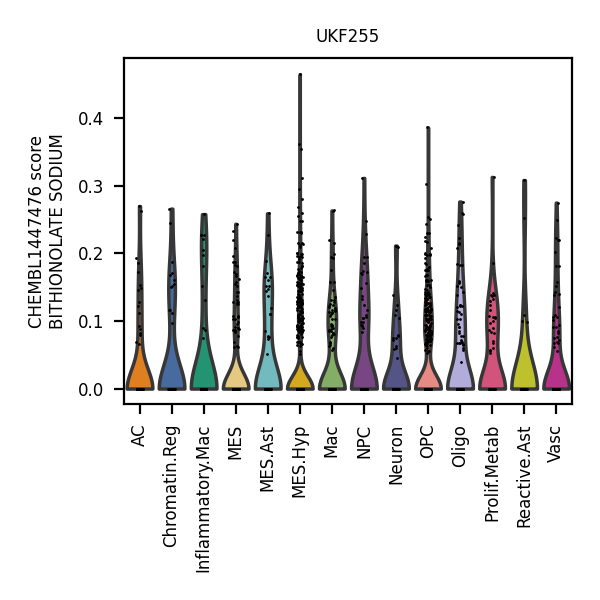 UKF255
CHEMBL1447476 score
BITHIONOLATE SODIUM
0.4
0.3
0.2
0.1
0.0
AC
Chromatin.Reg
Inflammatory.Mac
MES
MES.Ast
MES.Hyp
Mac
NPC
Neuron
OPC
Oligo
Prolif.Metab
Reactive.Ast
Vasc